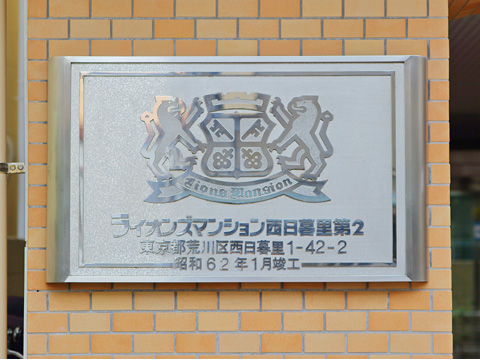 Lions Mansion
ライオンズマンション西日暮里第2
東京都荒川区西日暮里1-42-2
昭和62年1月竣工